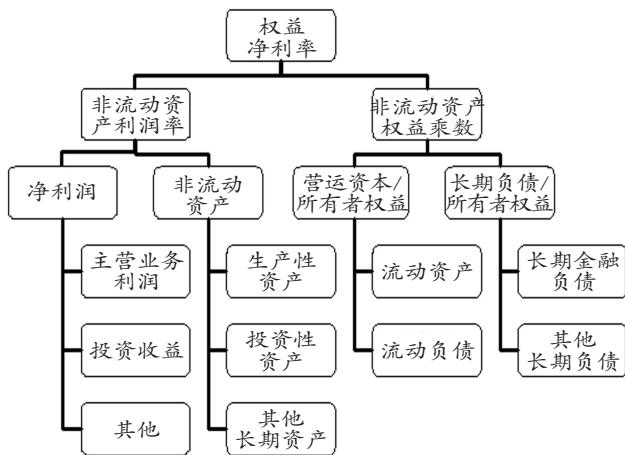 权益
净利率
非流动资
产利润率
非流动资产
权益乘数
净利润
非流动
资产
营运资本/
所有者权益
长期负债/
所有者权益
主营业务
利润
生产性
资产
流动资产
长期金融
负债
投资收益
投资性
资产
流动负债
其他
长期负债
其他
其他
长期资产